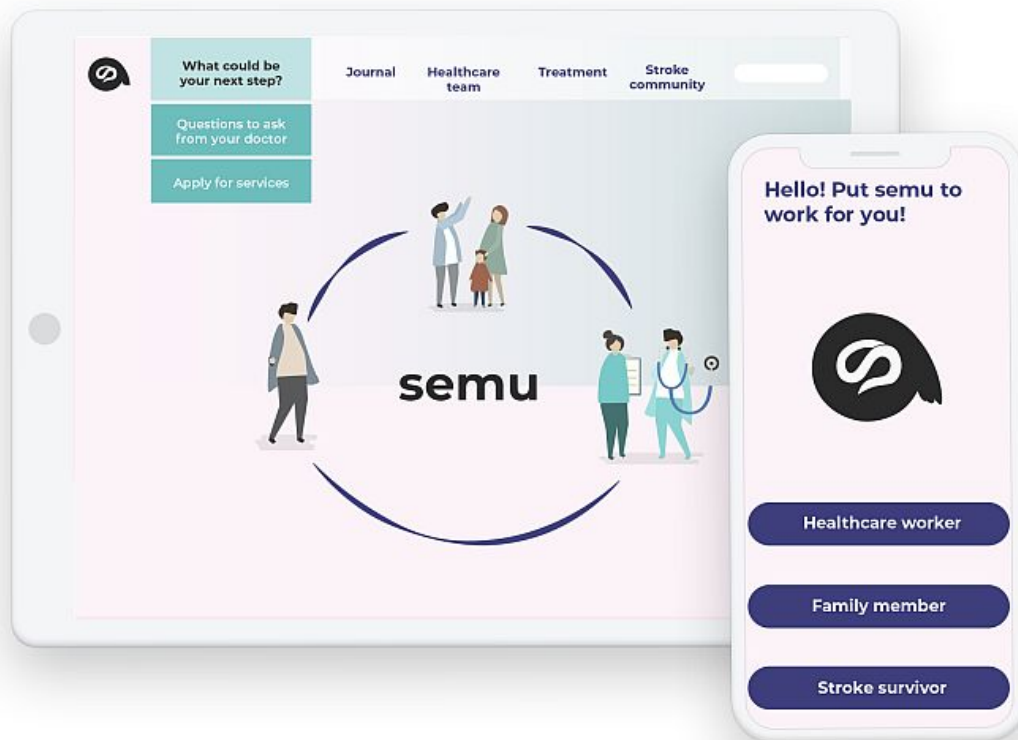 What could be
your next step?
Journal
Healthcare
team
Treatment
Stroke
community
Questions to ask
from your doctor
Apply for services
semu
Hello! Put semu to
work for you!
Healthcare worker
Family member
Stroke survivor